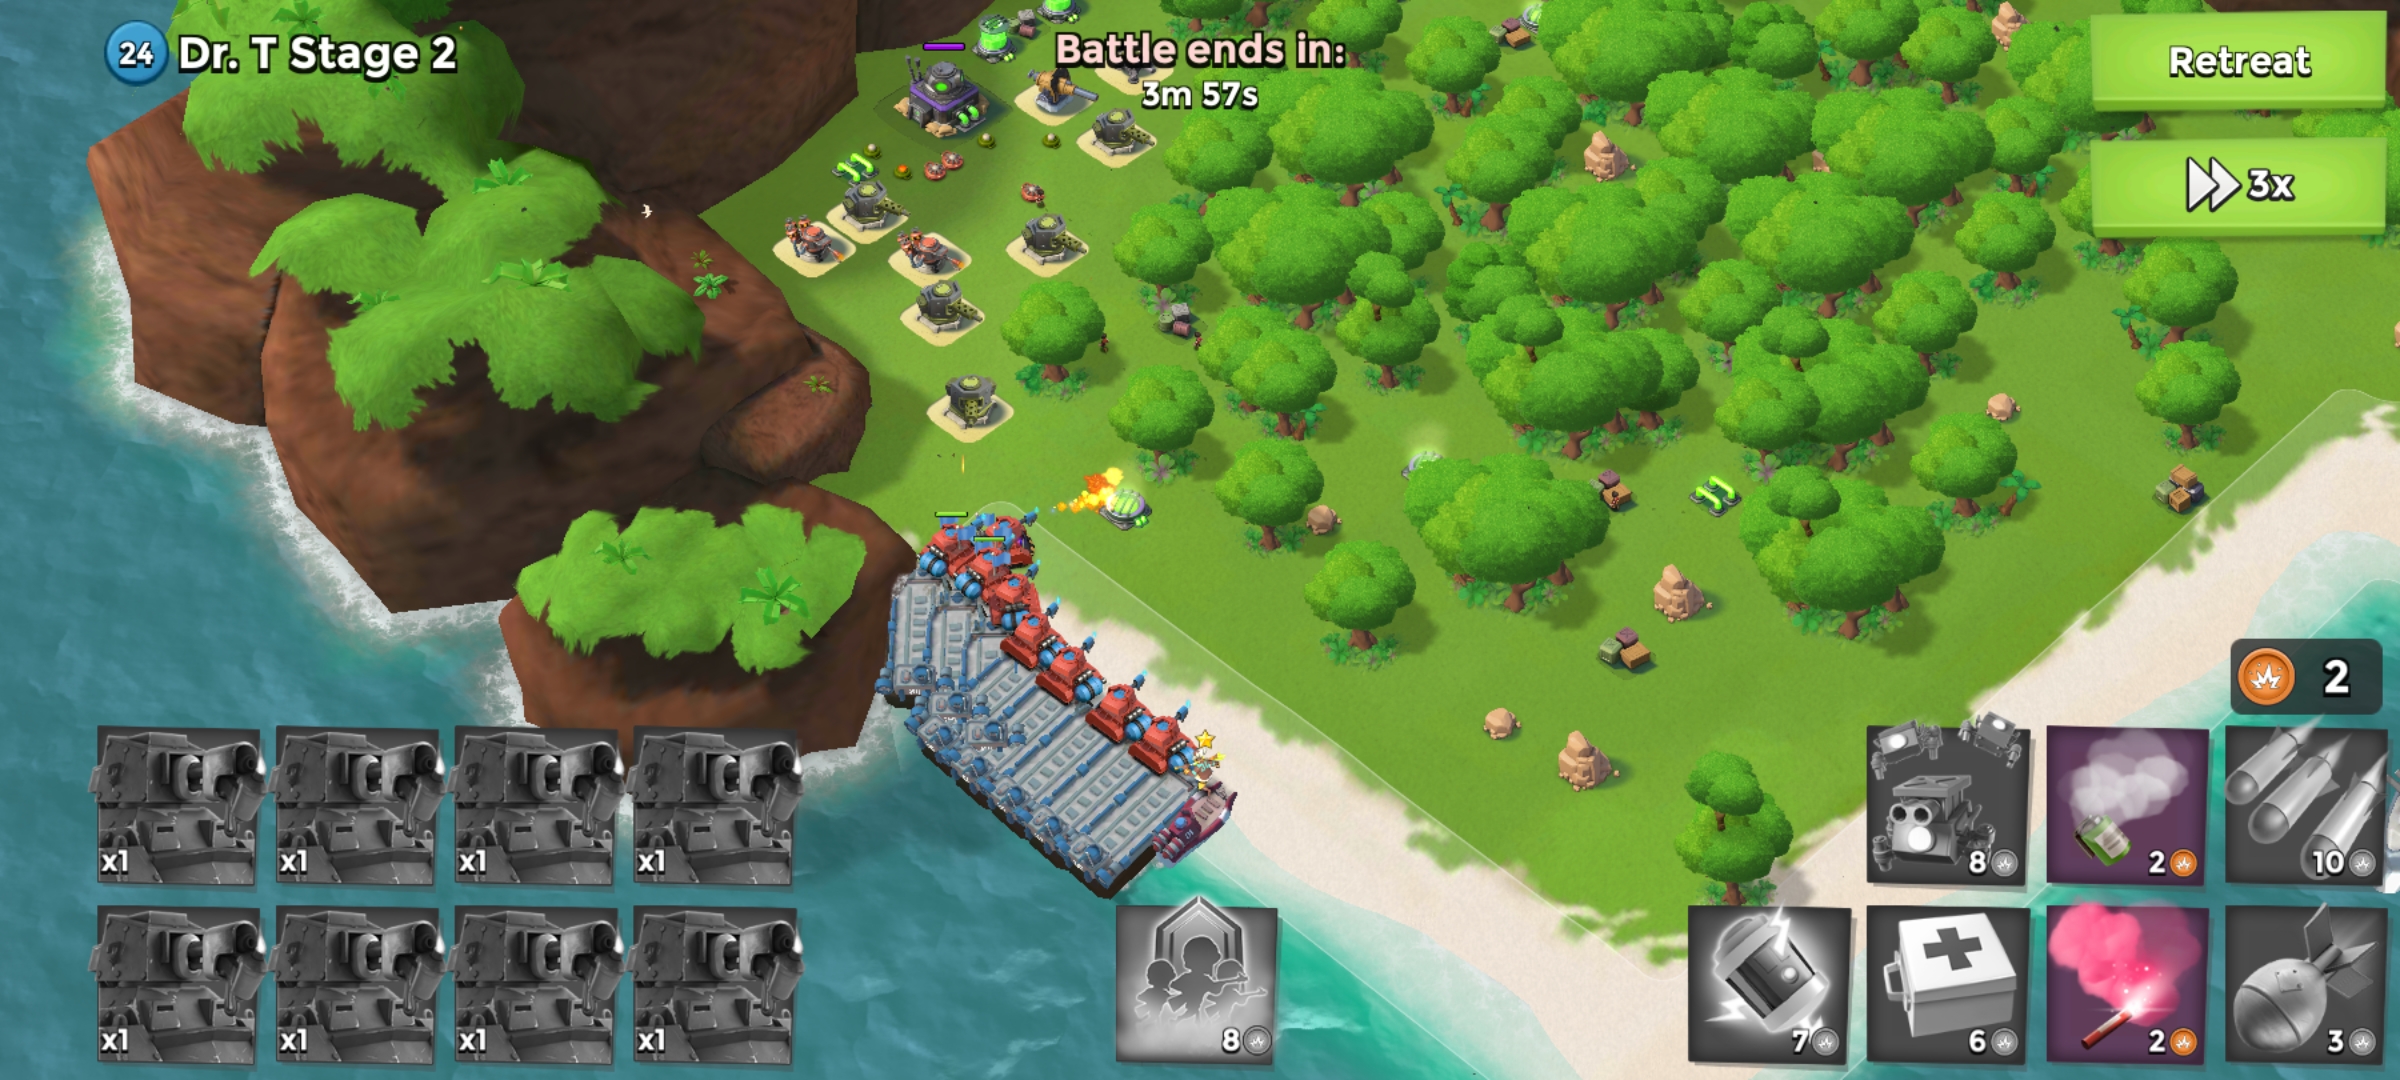 24 Dr. T Stage 2
Battle ends in:
3m 57s
Retreat
3x
2
x1 x1 x1 x1
8 2 10
x1 x1 x1 x1
8 7 6 2 3